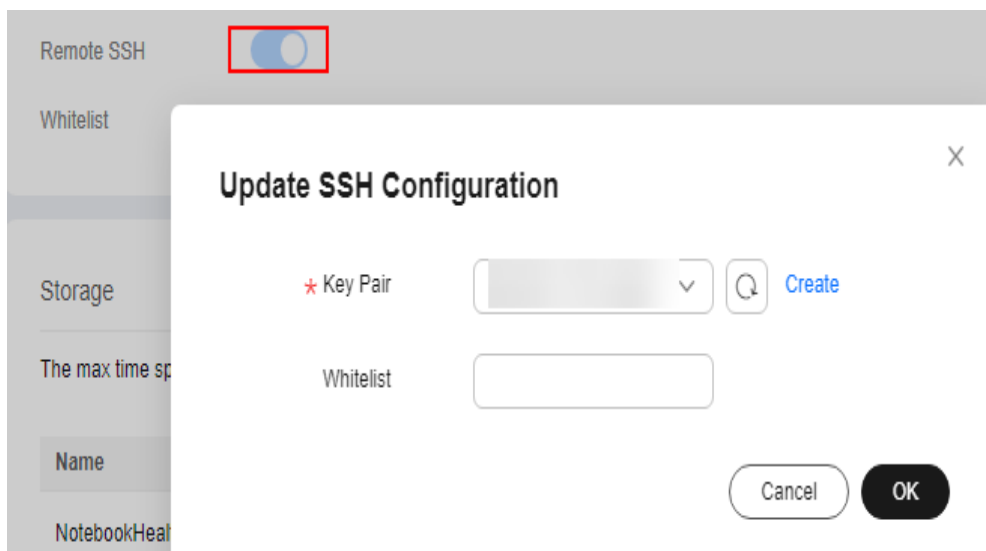 Remote SSH
Whitelist
Update SSH Configuration
* Key Pair
Create
Whitelist
Cancel
OK
Storage
The max time sp
Name
NotebookHeal